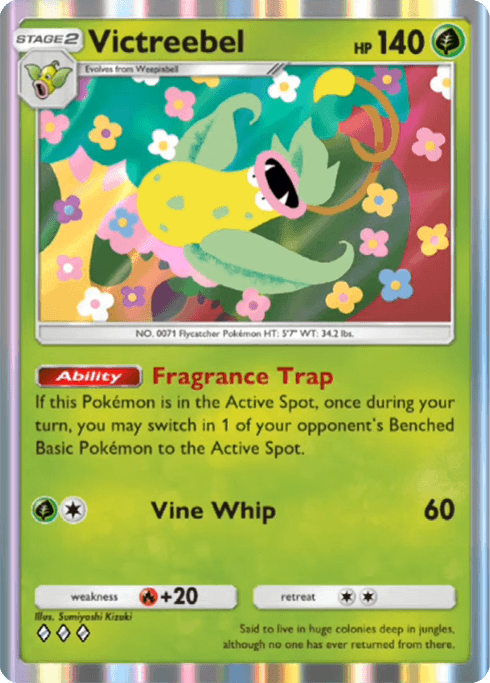 STAGE 2 Victreebel HP 140
Evolves from Weepinbell
NO. 0071 Flycatcher Pokémon HT: 5'7" WT: 34.2 lbs.
Ability Fragrance Trap
If this Pokémon is in the Active Spot, once during your
turn, you may switch in 1 of your opponent's Benched
Basic Pokémon to the Active Spot.
Vine Whip 60
weakness +20 retreat
Illus. Sumiyoshi Kizuki
Said to live in huge colonies deep in jungles,
although no one has ever returned from there.